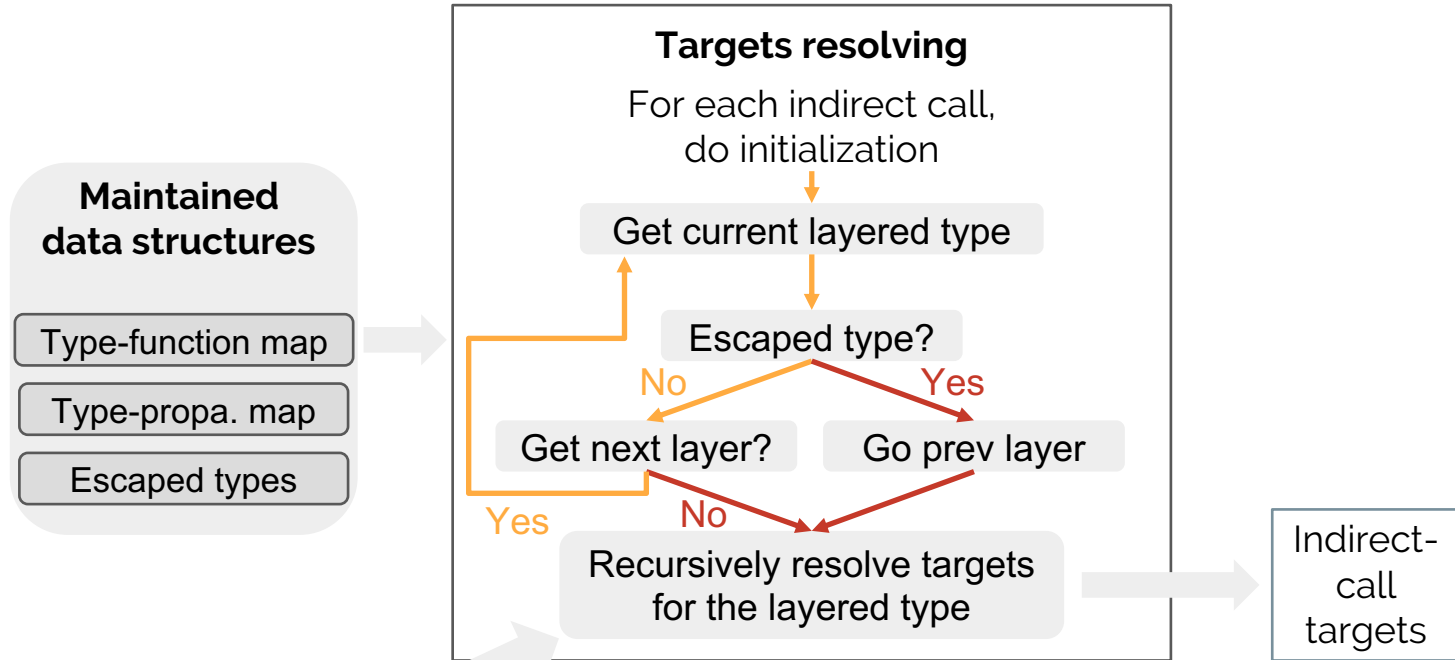 Maintained
data structures
Type-function map
Type-propa. map
Escaped types
Targets resolving
For each indirect call,
do initialization
Get current layered type
Escaped type?
No
Yes
Get next layer?
Go prev layer
Yes
No
Recursively resolve targets
for the layered type
Indirect-
call
targets